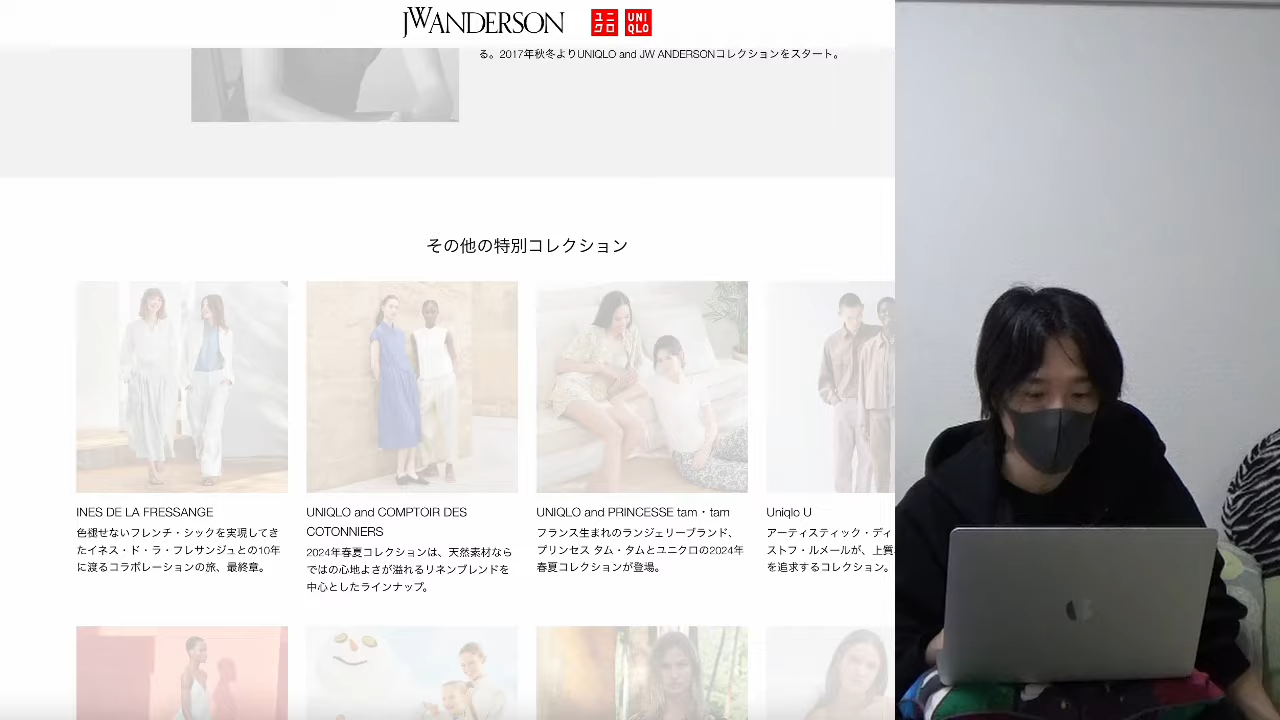 JWANDERSON
ユニクロ
UNIQLO
る。2017年秋冬よりUNIQLO and JW ANDERSONコレクションをスタート。
その他の特別コレクション
INES DE LA FRESSANGE
色褪せないフレンチ・シックを実現してき
たイネス・ド・ラ・フレサンジュとの10年
に渡るコラボレーションの旅、最終章。
UNIQLO and COMPTOIR DES
COTONNIERS
2024年春夏コレクションは、天然素材なら
ではの心地よさが溢れるリネンブレンドを
中心としたラインナップ。
UNIQLO and PRINCESSE tam・tam
フランス生まれのランジェリーブランド、
プリンセス タム・タムとユニクロの2024年
春夏コレクションが登場。
Uniqlo U
アーティスティック・ディ
ストフ・ルメールが、上質
を追求するコレクション。